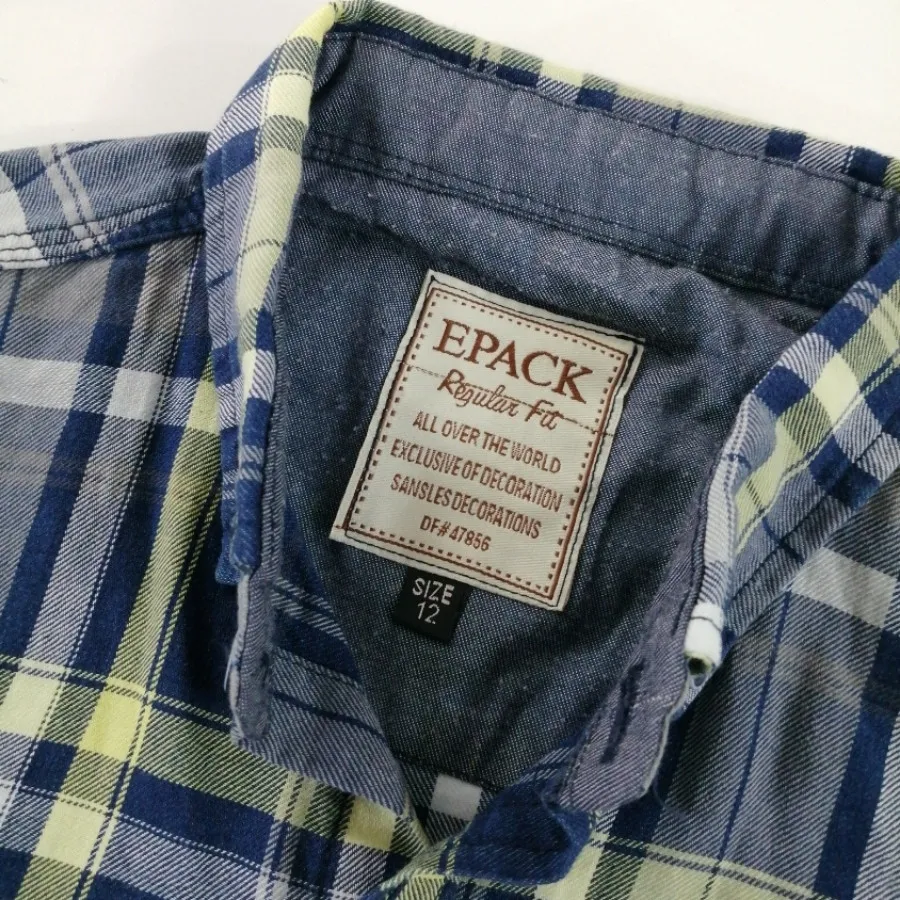 EPACK
Regular Fit
ALL OVER THE WORLD
EXCLUSIVE OF DECORATION
SANSLES DECORATIONS
DF#47856
SIZE
12